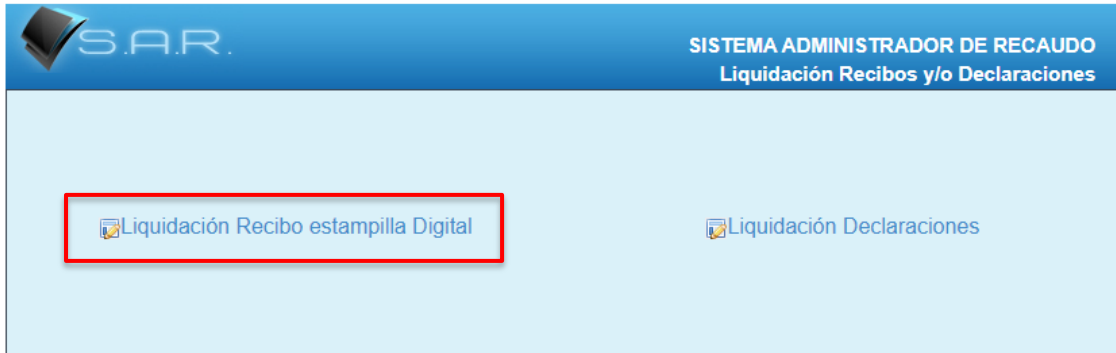 S.A.R.
SISTEMA ADMINISTRADOR DE RECAUDO
Liquidación Recibos y/o Declaraciones
Liquidación Recibo estampilla Digital
Liquidación Declaraciones